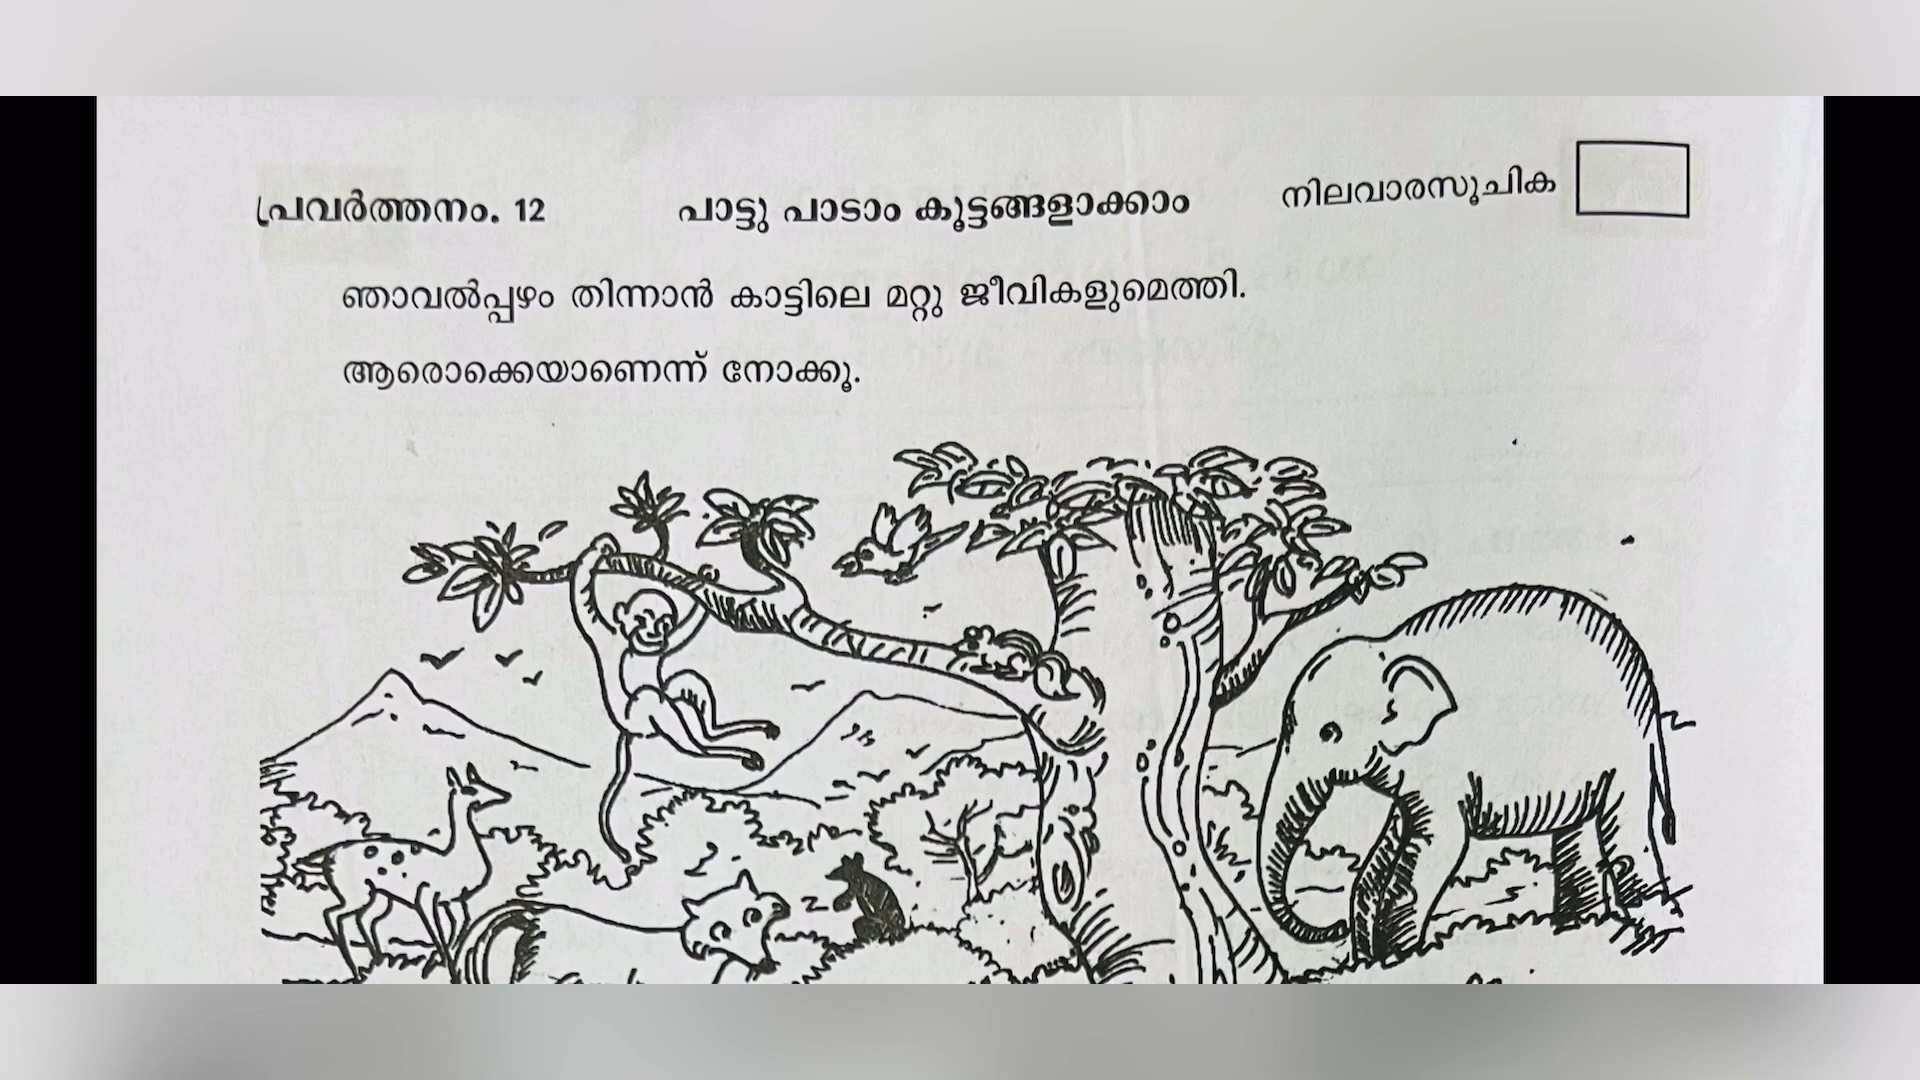 പ്രവർത്തനം. 12 പാട്ടു പാടാം കൂട്ടങ്ങളാക്കാം നിലവാരസൂചിക
ഞാവൽപ്പഴം തിന്നാൻ കാട്ടിലെ മറ്റു ജീവികളുമെത്തി.
ആരൊക്കെയാണെന്ന് നോക്കൂ.